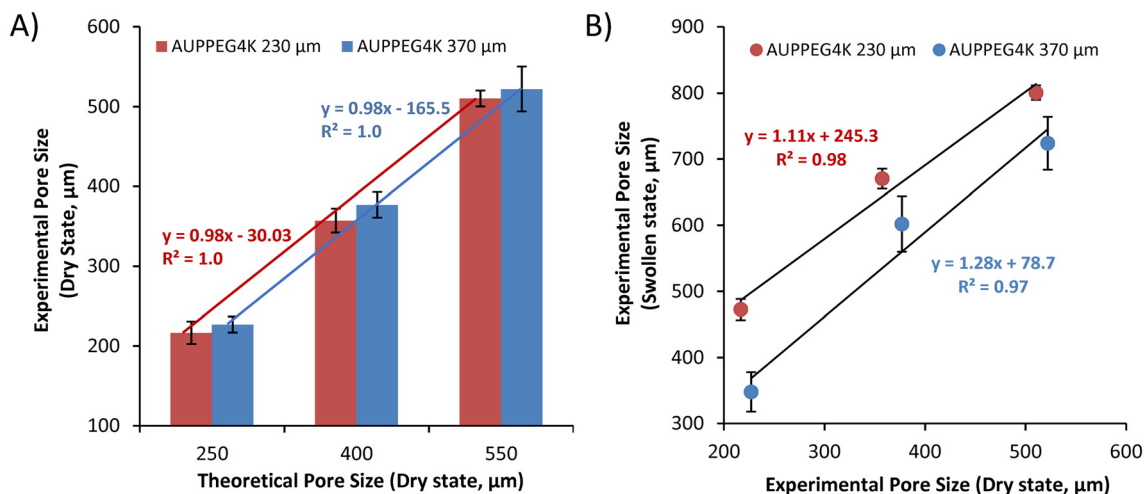 A)
Experimental Pore Size
(Dry State, µm)
600
500
400
300
200
100
AUPPEG4K 230 µm
AUPPEG4K 370 µm
y = 0.98x - 165.5
R² = 1.0
y = 0.98x - 30.03
R² = 1.0
250
400
550
Theoretical Pore Size (Dry state, µm)
B)
Experimental Pore Size
(Swollen state, µm)
900
800
700
600
500
400
300
AUPPEG4K 230 µm
AUPPEG4K 370 µm
y = 1.11x + 245.3
R² = 0.98
y = 1.28x + 78.7
R² = 0.97
200
300
400
500
600
Experimental Pore Size (Dry state, µm)